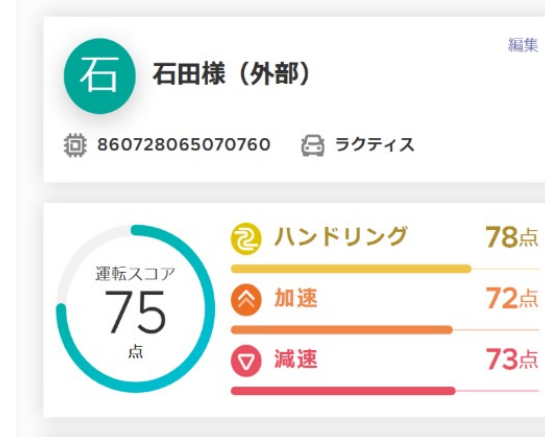 編集
石
石田様（外部）
860728065070760 ラクティス
運転スコア
75
点
ハンドリング 78点
加速 72点
減速 73点